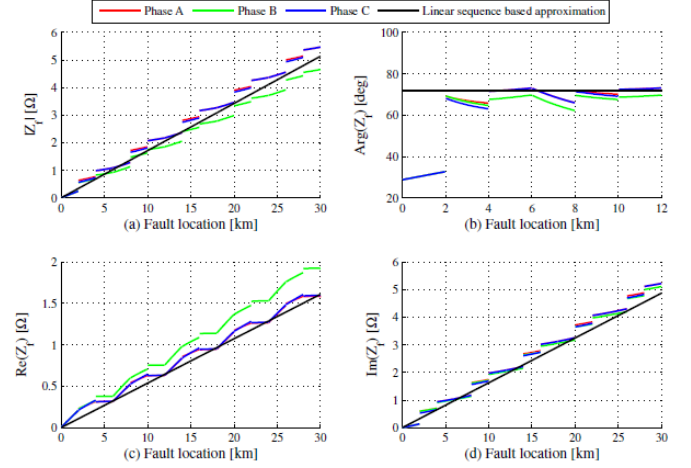 Phase A Phase B Phase C Linear sequence based approximation
|Z_f| [Ω]
6
5
4
3
2
1
0
0 5 10 15 20 25 30
(a) Fault location [km]
Arg(Z_f) [deg]
100
80
60
40
20
0 2 4 6 8 10 12
(b) Fault location [km]
Re(Z_f) [Ω]
2
1.5
1
0.5
0
0 5 10 15 20 25 30
(c) Fault location [km]
Im(Z_f) [Ω]
6
5
4
3
2
1
0
0 5 10 15 20 25 30
(d) Fault location [km]